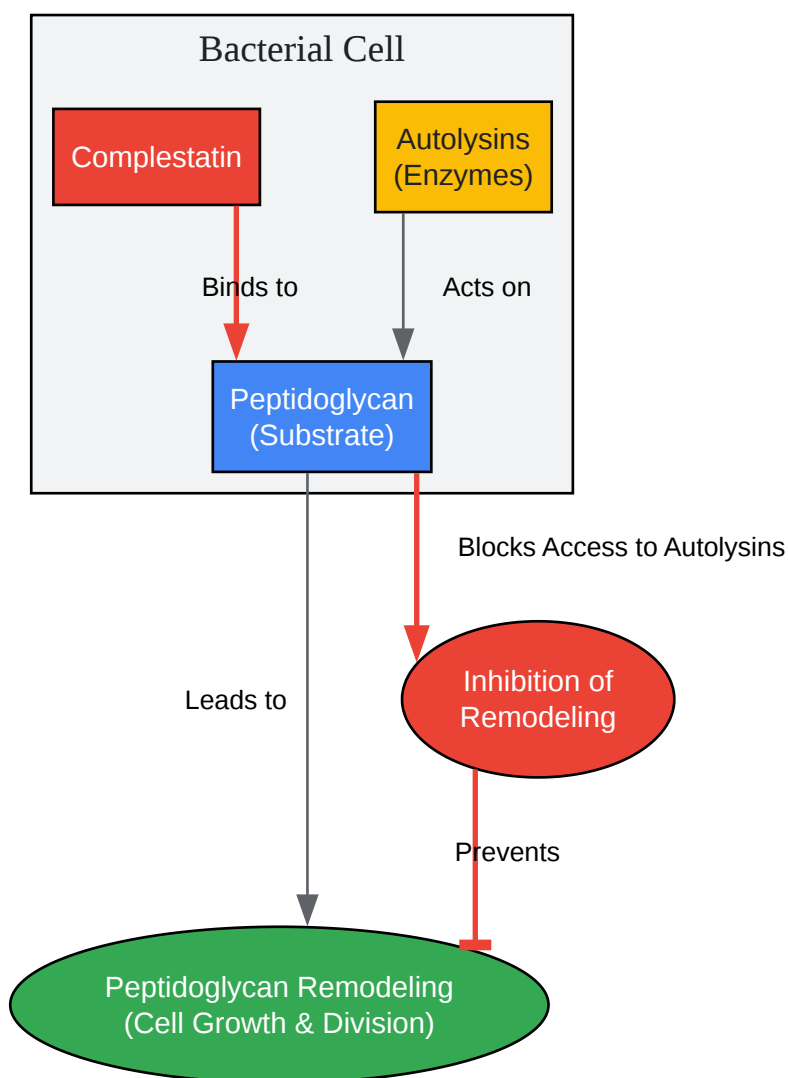 Bacterial Cell
Complestatin
Autolysins
(Enzymes)
Binds to
Acts on
Peptidoglycan
(Substrate)
Blocks Access to Autolysins
Inhibition of
Remodeling
Leads to
Prevents
Peptidoglycan Remodeling
(Cell Growth & Division)